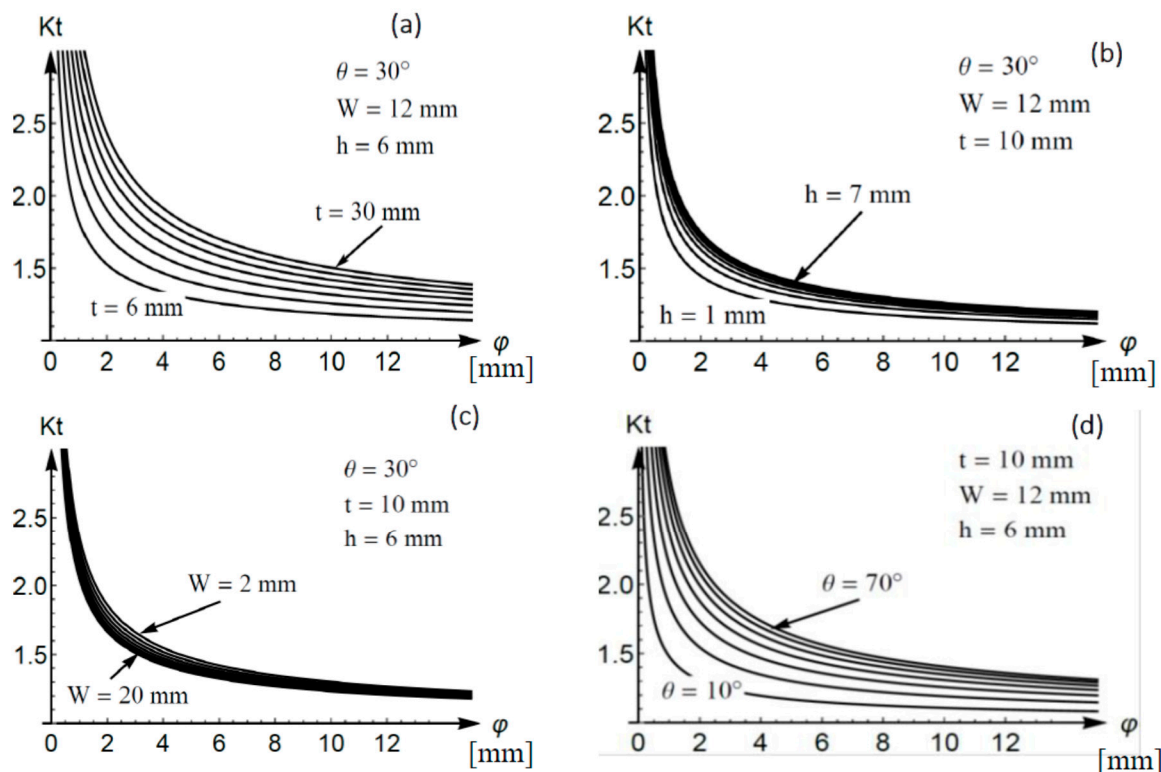 Kt
(a)
θ = 30°
W = 12 mm
h = 6 mm
2.5
2.0
1.5
t = 30 mm
t = 6 mm
0 2 4 6 8 10 12
φ
[mm]
Kt
(b)
θ = 30°
W = 12 mm
t = 10 mm
2.5
2.0
1.5
h = 7 mm
h = 1 mm
0 2 4 6 8 10 12
φ
[mm]
Kt
(c)
θ = 30°
t = 10 mm
h = 6 mm
2.5
2.0
1.5
W = 2 mm
W = 20 mm
0 2 4 6 8 10 12
φ
[mm]
Kt
(d)
t = 10 mm
W = 12 mm
h = 6 mm
2.5
2.0
1.5
θ = 70°
θ = 10°
0 2 4 6 8 10 12
φ
[mm]